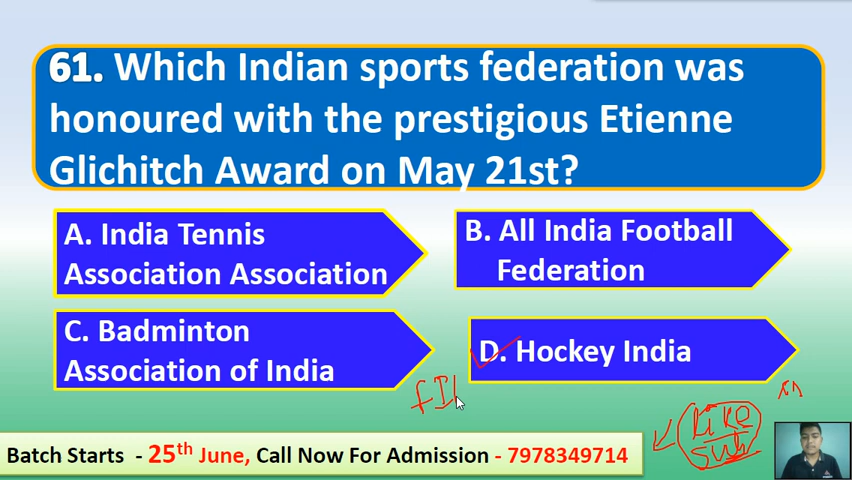 61. Which Indian sports federation was
honoured with the prestigious Etienne
Glichitch Award on May 21st?
A. India Tennis
Association Association
B. All India Football
Federation
C. Badminton
Association of India
D. Hockey India
Like
Sub
Batch Starts - 25th June, Call Now For Admission - 7978349714